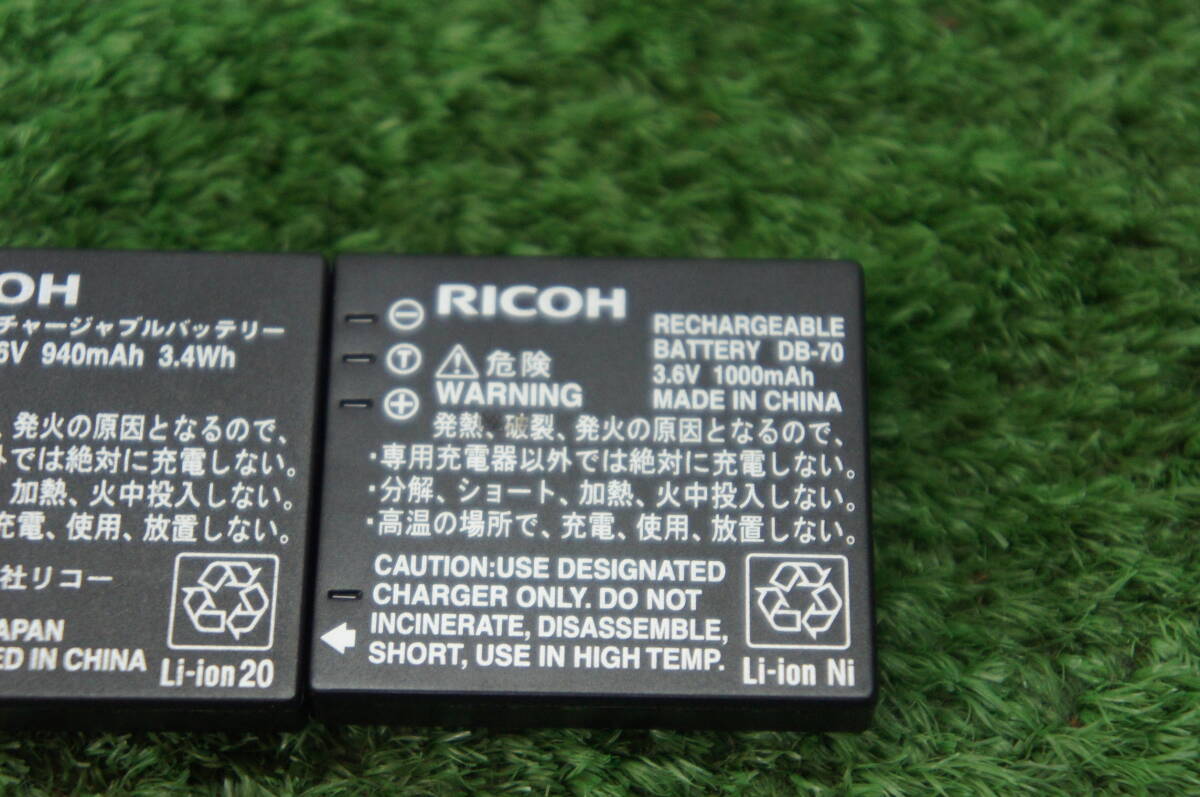 OH
チャージャブルバッテリー
6V 940mAh 3.4Wh
、発火の原因となるので、
では絶対に充電しない。
加熱、火中投入しない。
充電、使用、放置しない。
社リコー
APAN
ED IN CHINA
Li-ion20
RICOH
RECHARGEABLE
BATTERY DB-70
3.6V 1000mAh
MADE IN CHINA
T
危険
WARNING
発熱、破裂、発火の原因となるので、
・専用充電器以外では絶対に充電しない。
・分解、ショート、加熱、火中投入しない。
・高温の場所で、充電、使用、放置しない。
CAUTION:USE DESIGNATED
CHARGER ONLY. DO NOT
INCINERATE, DISASSEMBLE,
SHORT, USE IN HIGH TEMP.
Li-ion Ni